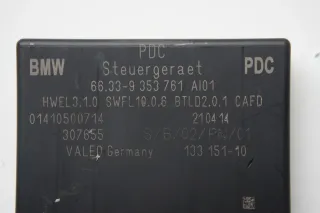 PDC
BMW Steuergeraet PDC
66.33-9 353 761 AI01
HWEL3.1.0 SWFL19.0.6 BTLD2.0.1 CAFD
01410500714 210414
307655
VALEO Germany 133 151-10